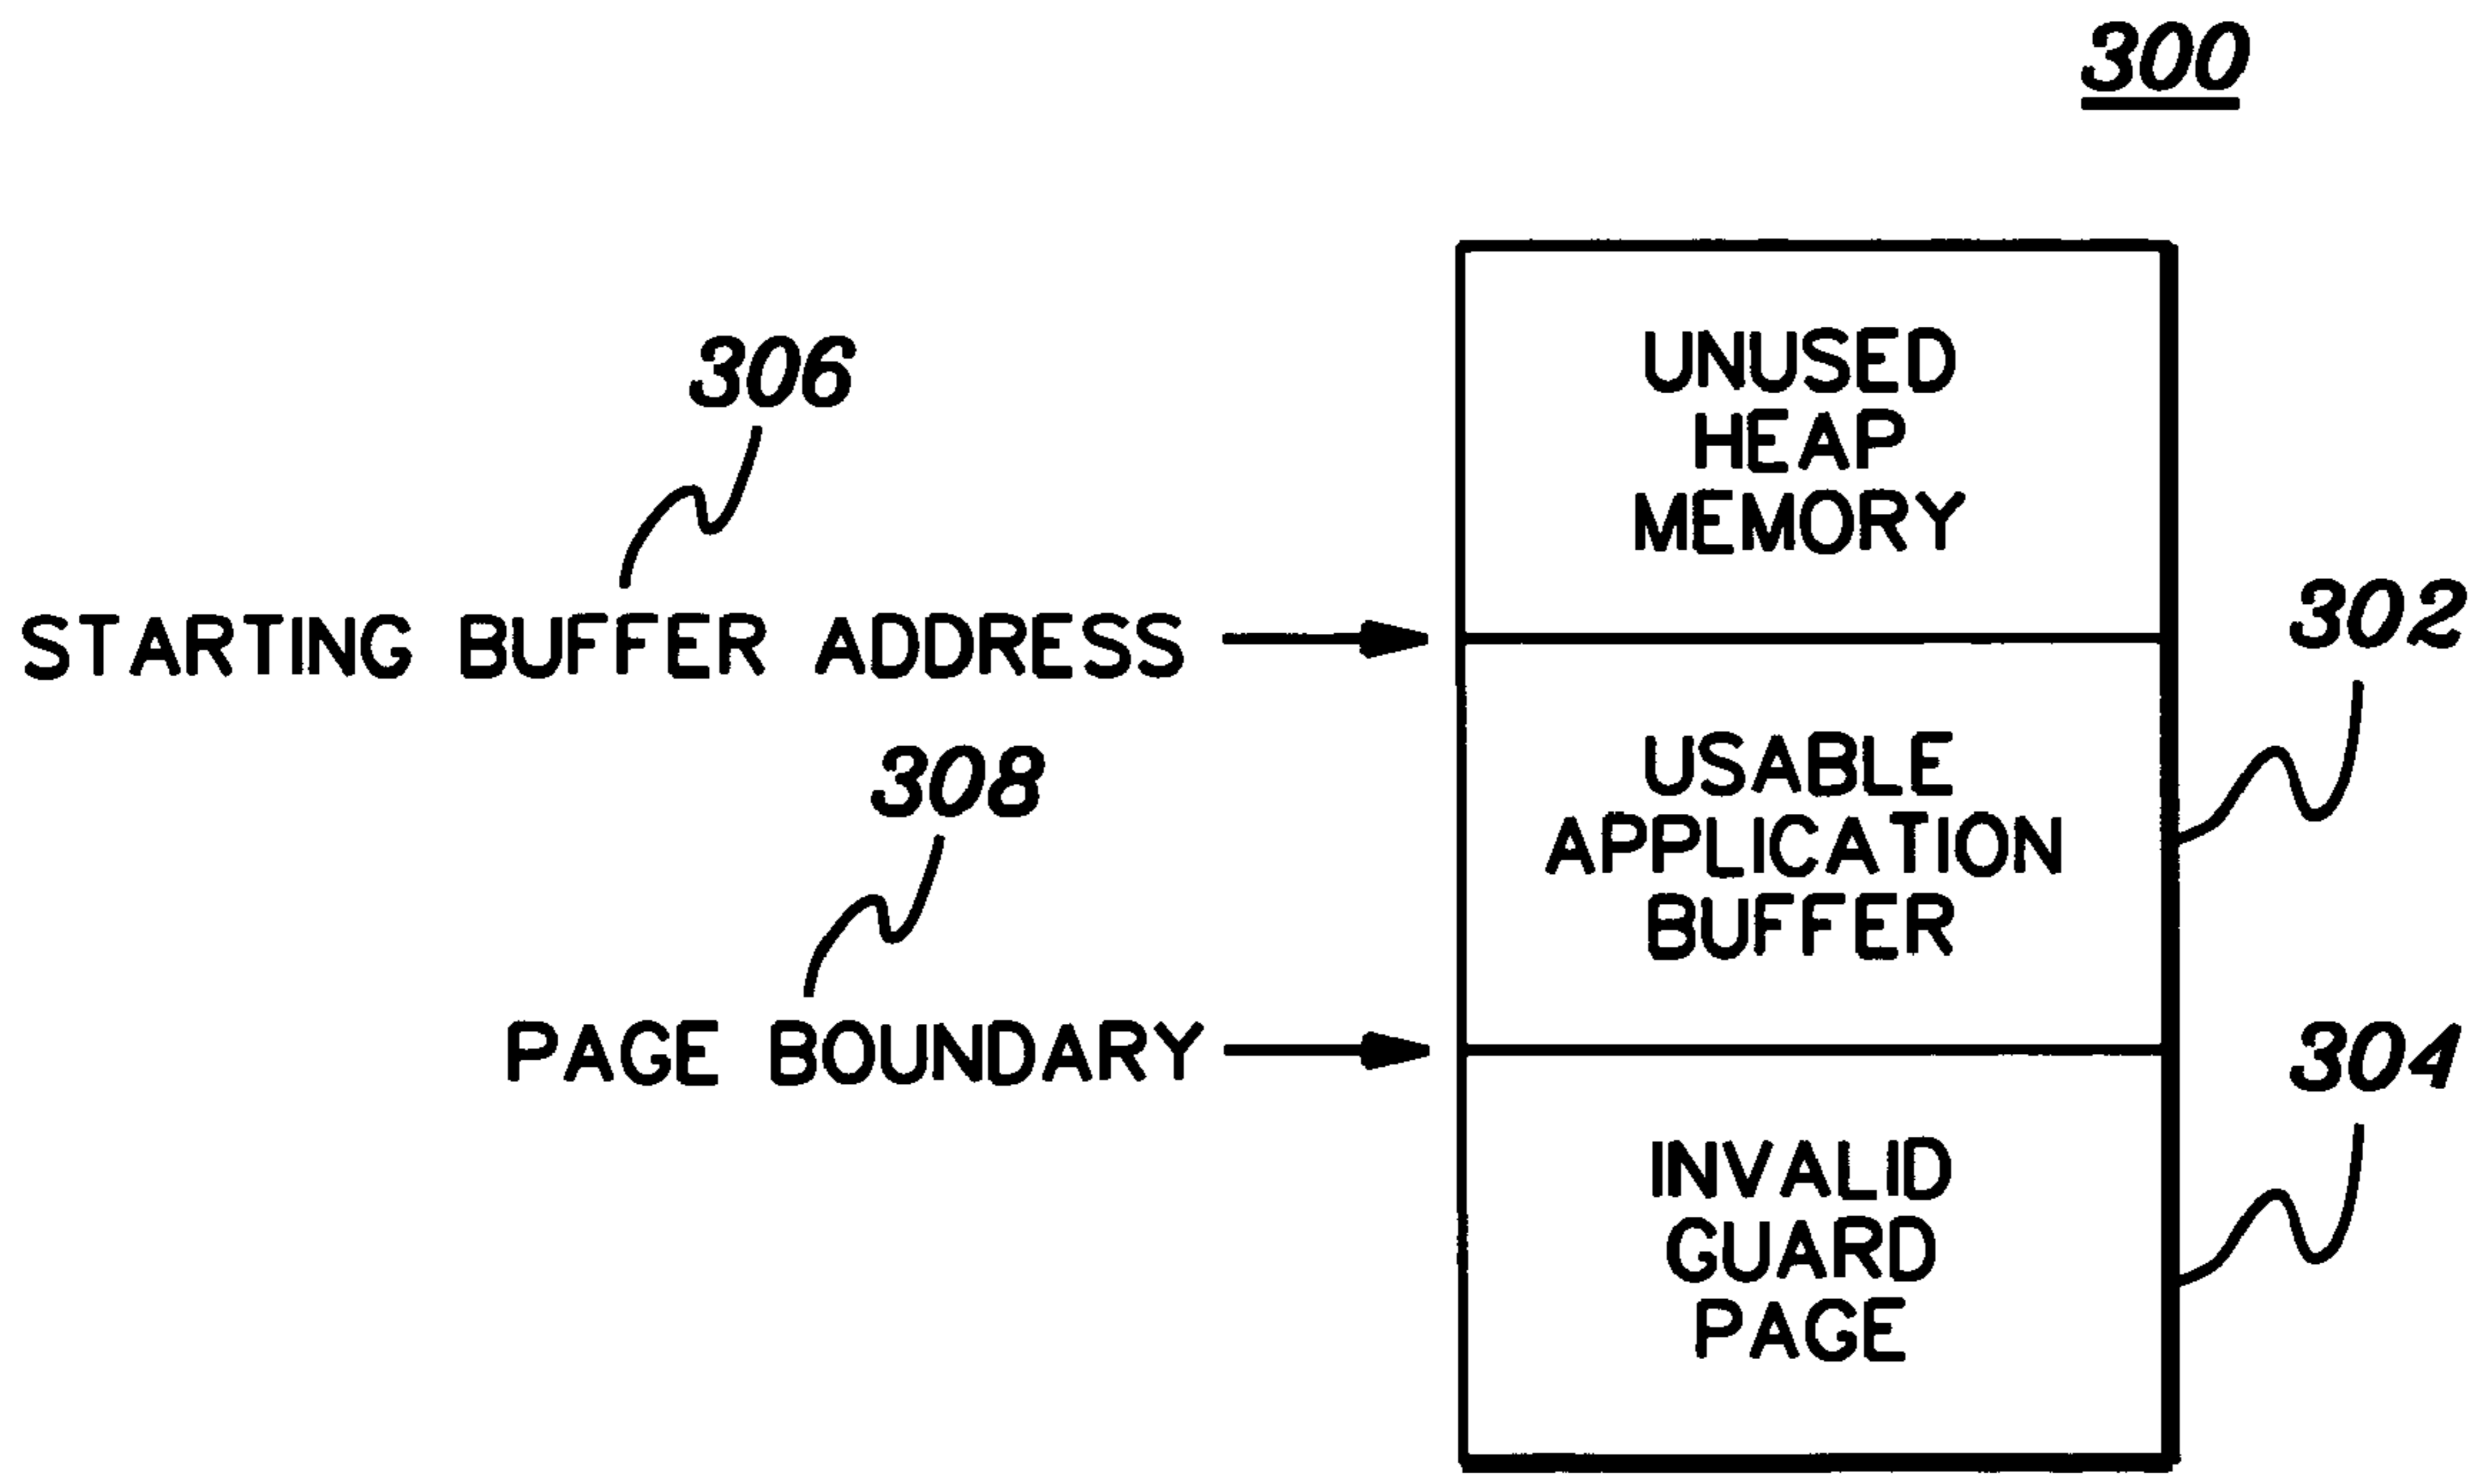 300
UNUSED
HEAP
MEMORY
306
STARTING BUFFER ADDRESS
302
USABLE
APPLICATION
BUFFER
308
PAGE BOUNDARY
304
INVALID
GUARD
PAGE